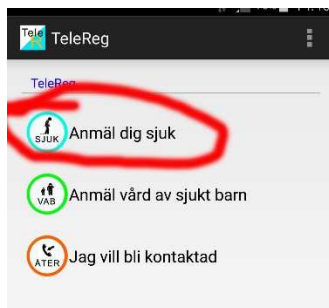 Tele
R
TeleReg
TeleReg
SJUK
Anmäl dig sjuk
VAB
Anmäl vård av sjukt barn
ÅTER
Jag vill bli kontaktad